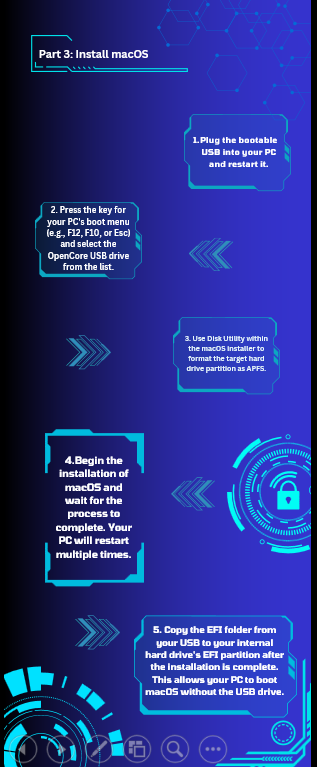 Part 3: Install macOS
1.Plug the bootable
USB into your PC
and restart it.
2. Press the key for
your PC's boot menu
(e.g., F12, F10, or Esc)
and select the
OpenCore USB drive
from the list.
3. Use Disk Utility within
the macOS installer to
format the target hard
drive partition as APFS.
4.Begin the
installation of
macOS and
wait for the
process to
complete. Your
PC will restart
multiple times.
5. Copy the EFI folder from
your USB to your internal
hard drive's EFI partition after
the installation is complete.
This allows your PC to boot
macOS without the USB drive.